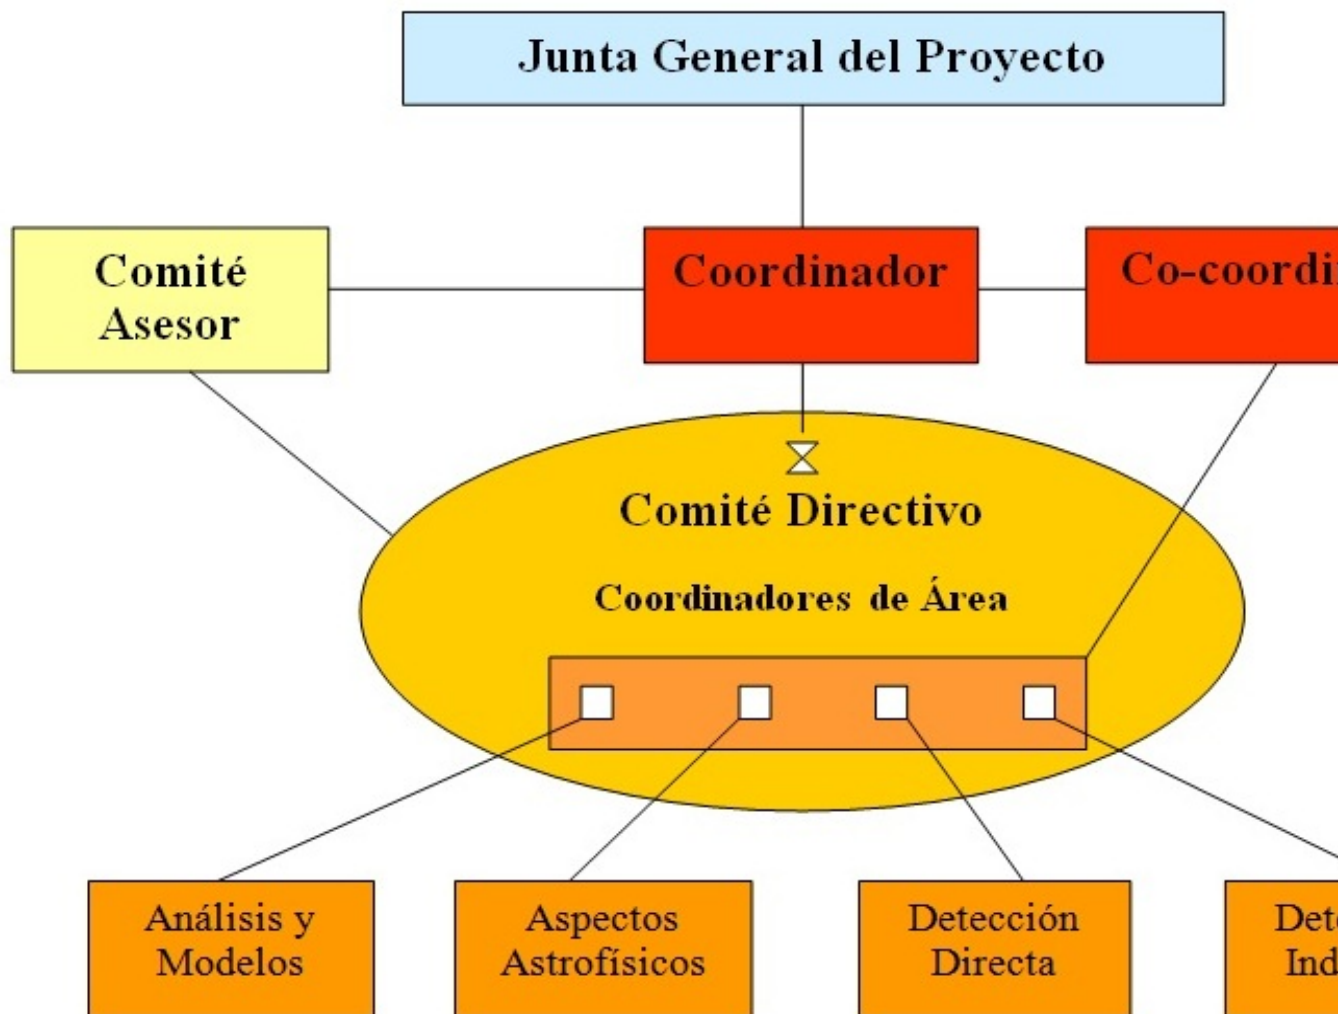 Junta General del Proyecto
Comité
Asesor
Coordinador
Comité Directivo
Coordinadores de Área
Análisis y
Modelos
Aspectos
Astrofísicos
Detección
Directa